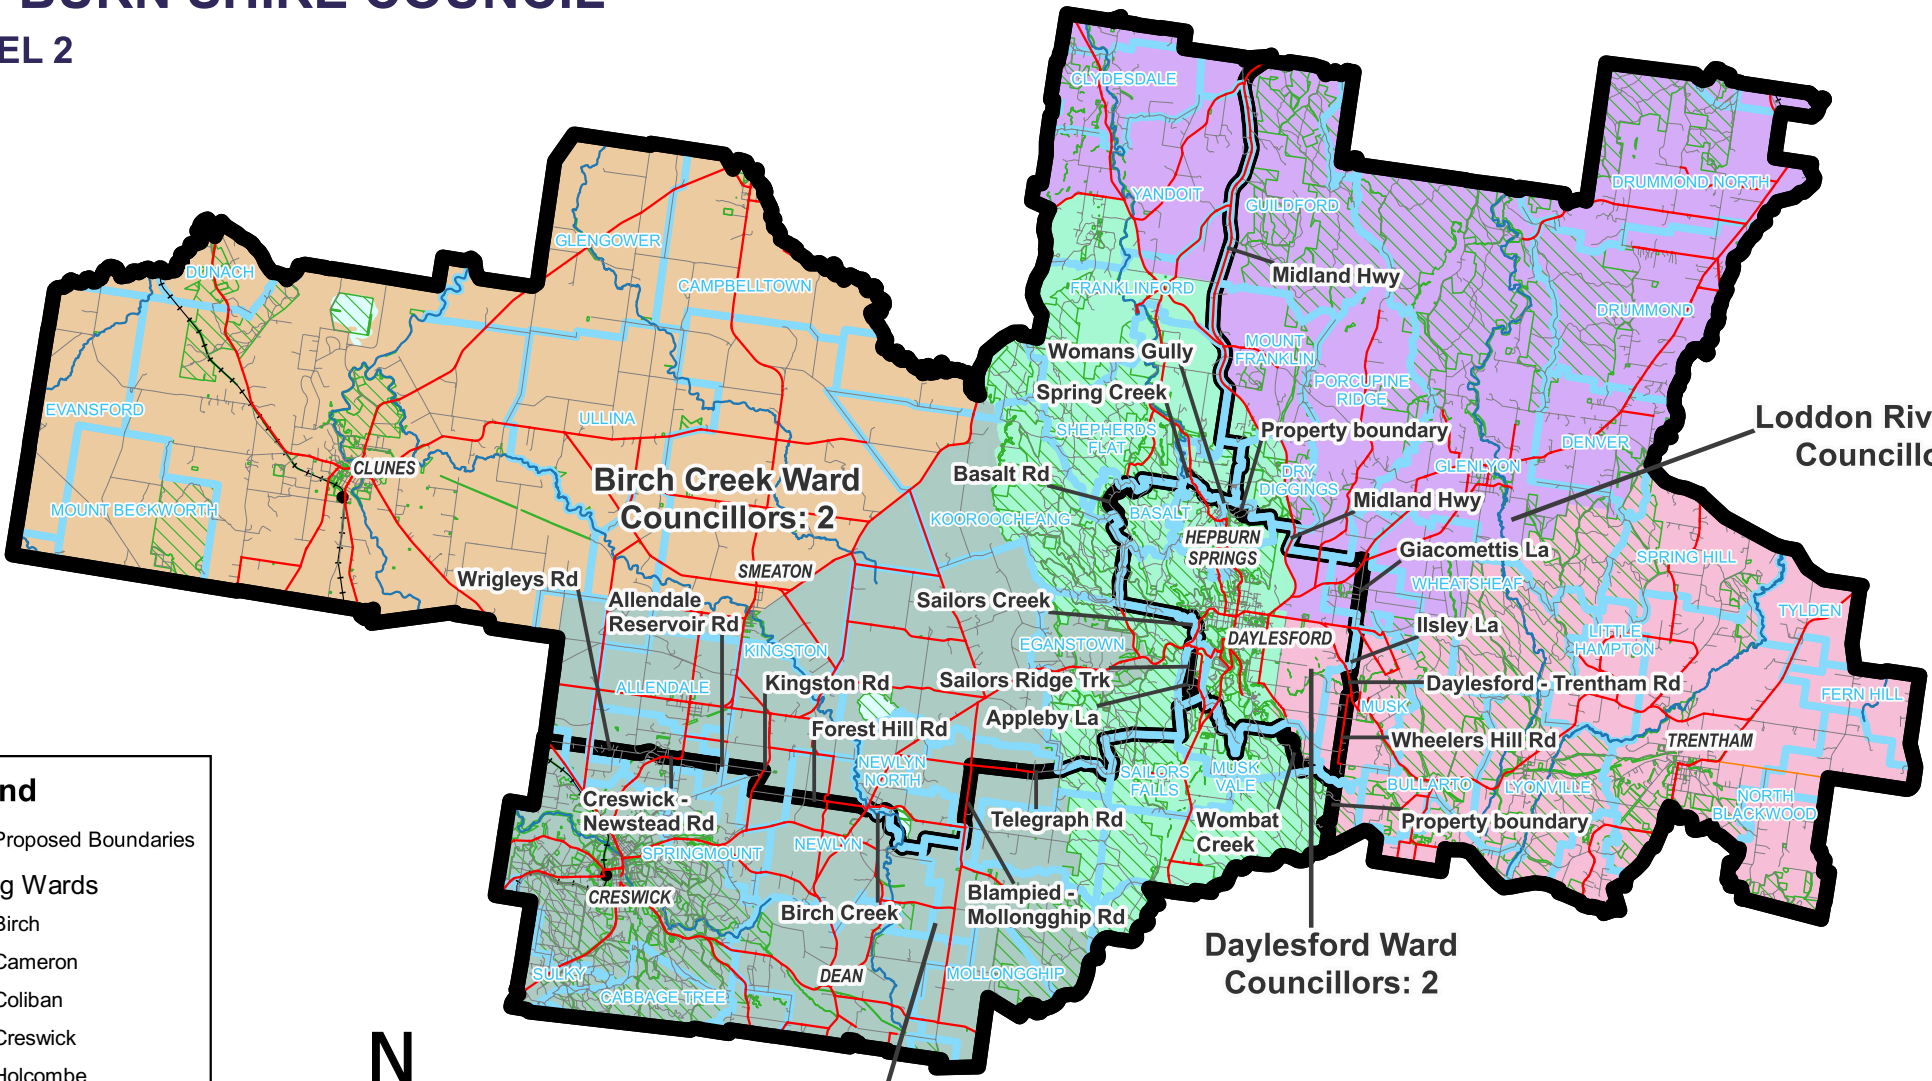 BURN SHIRE COUNCIL
EL 2
CLYDESDALE
DRUMMOND NORTH
YANDOIT
GUILDFORD
GLENGOWER
DUNACH
CAMPBELLTOWN
Midland Hwy
FRANKLINFORD
DRUMMOND
Womans Gully
MOUNT
FRANKLIN
Spring Creek
PORCUPINE
RIDGE
EVANSFORD
ULLINA
SHEPHERDS
FLAT
Property boundary
Loddon Riv
Councillo
DENVER
CLUNES
Birch Creek Ward
Councillors: 2
Basalt Rd
DRY
DIGGINGS
GLENLYON
MOUNT BECKWORTH
KOOROOCHEANG
BASALT
Midland Hwy
HEPBURN
SPRINGS
Giacomettis La
SPRING HILL
Wrigleys Rd
SMEATON
WHEATSHEAF
Allendale
Reservoir Rd
Sailors Creek
TYLDEN
Ilsley La
DAYLESFORD
LITTLE
HAMPTON
KINGSTON
EGANSTOWN
ALLENDALE
Kingston Rd
Sailors Ridge Trk
Daylesford - Trentham Rd
FERN HILL
MUSK
Appleby La
Forest Hill Rd
Wheelers Hill Rd
TRENTHAM
NEWLYN
NORTH
SAILORS
FALLS
MUSK
VALE
BULLARTO
LYONVILLE
NORTH
BLACKWOOD
Creswick -
Newstead Rd
Telegraph Rd
Wombat
Creek
Property boundary
SPRINGMOUNT
NEWLYN
CRESWICK
Birch Creek
Blampied -
Mollongghip Rd
Daylesford Ward
Councillors: 2
SULKY
CABBAGE TREE
DEAN
MOLLONGGHIP
nd
Proposed Boundaries
g Wards
Birch
Cameron
Coliban
Creswick
Holcombe
N